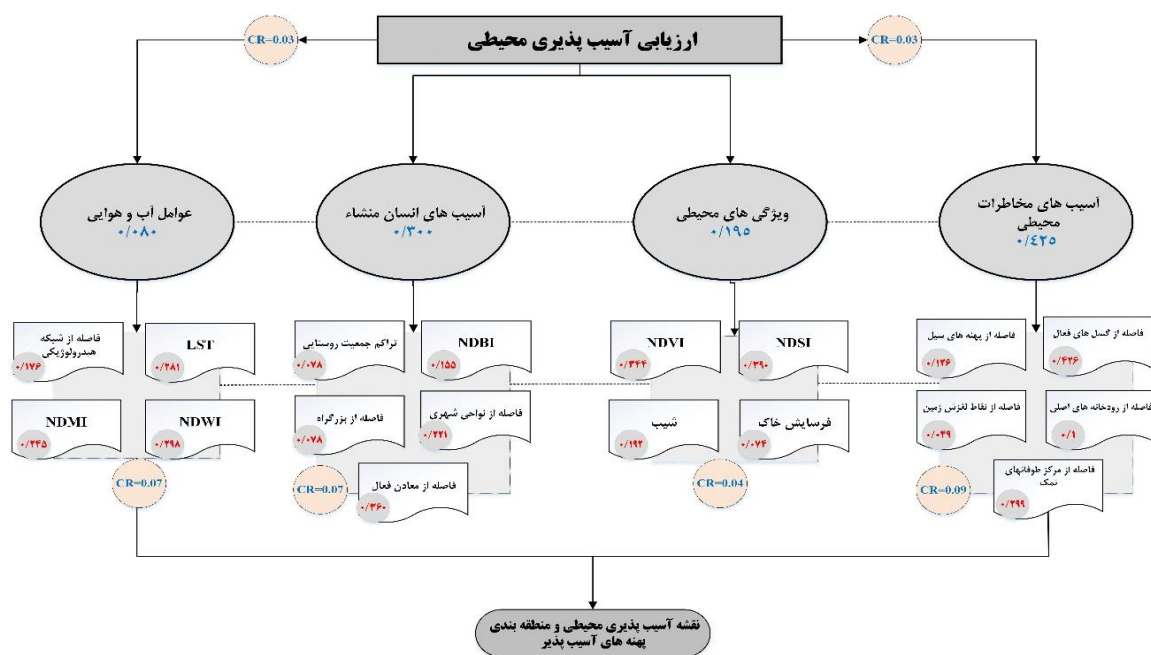 ارزیابی آسیب پذیری محیطی
CR=0.03
CR=0.03
آسیب های مخاطرات
محیطی
۰/٤٢٥
ویژگی های محیطی
۰/۱۹۵
آسیب های انسان منشاء
۰/۳۰۰
عوامل آب و هوایی
۰/۰۸۰
فاصله از گسل های فعال
۰/۴۲۶
فاصله از پهنه های سیل
۰/۱۲۶
فاصله از رودخانه های اصلی
۰/۱
فاصله از نقاط لغزش زمین
۰/۰۴۹
فاصله از مرکز طوفانهای
نمک
۰/۲۹۹
CR=0.09
NDSI
۰/۳۹۰
NDVI
۰/۳۴۴
فرسایش خاک
۰/۰۷۴
شیب
۰/۱۹۲
CR=0.04
NDBI
۰/۱۵۵
تراکم جمعیت روستایی
۰/۰۷۸
فاصله از نواحی شهری
۰/۲۲۱
فاصله از بزرگراه
۰/۰۷۸
فاصله از معادن فعال
۰/۳۶۰
CR=0.07
LST
۰/۲۸۱
فاصله از شبکه
هیدرولوژیکی
۰/۱۷۶
NDWI
۰/۲۹۸
NDMI
۰/۲۴۵
CR=0.07
نقشه آسیب پذیری محیطی و منطقه بندی
پهنه های آسیب پذیر